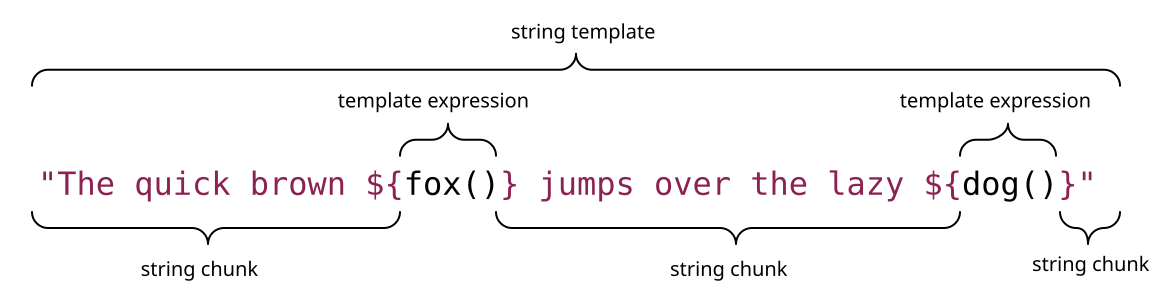 string template
template expression template expression
"The quick brown ${fox()} jumps over the lazy ${dog()}"
string chunk string chunk string chunk